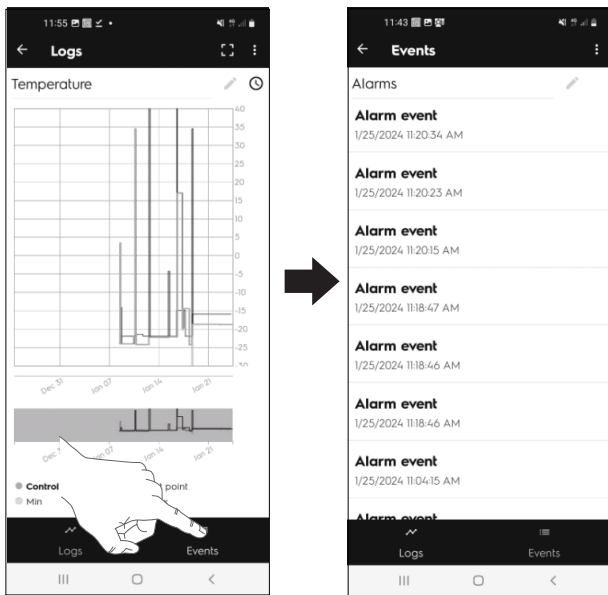 11:55
Logs
Temperature
40
35
30
25
20
15
10
5
0
-5
-10
-15
-20
-25
-30
Dec 31
Jan 07
Jan 14
Jan 21
Jan 07
Jan 14
Jan 21
Control
point
Min
Logs
Events
11:43
Events
Alarms
Alarm event
1/25/2024 11:20:34 AM
Alarm event
1/25/2024 11:20:23 AM
Alarm event
1/25/2024 11:20:15 AM
Alarm event
1/25/2024 11:18:47 AM
Alarm event
1/25/2024 11:18:46 AM
Alarm event
1/25/2024 11:18:46 AM
Alarm event
1/25/2024 11:04:15 AM
Alarm event
Logs
Events